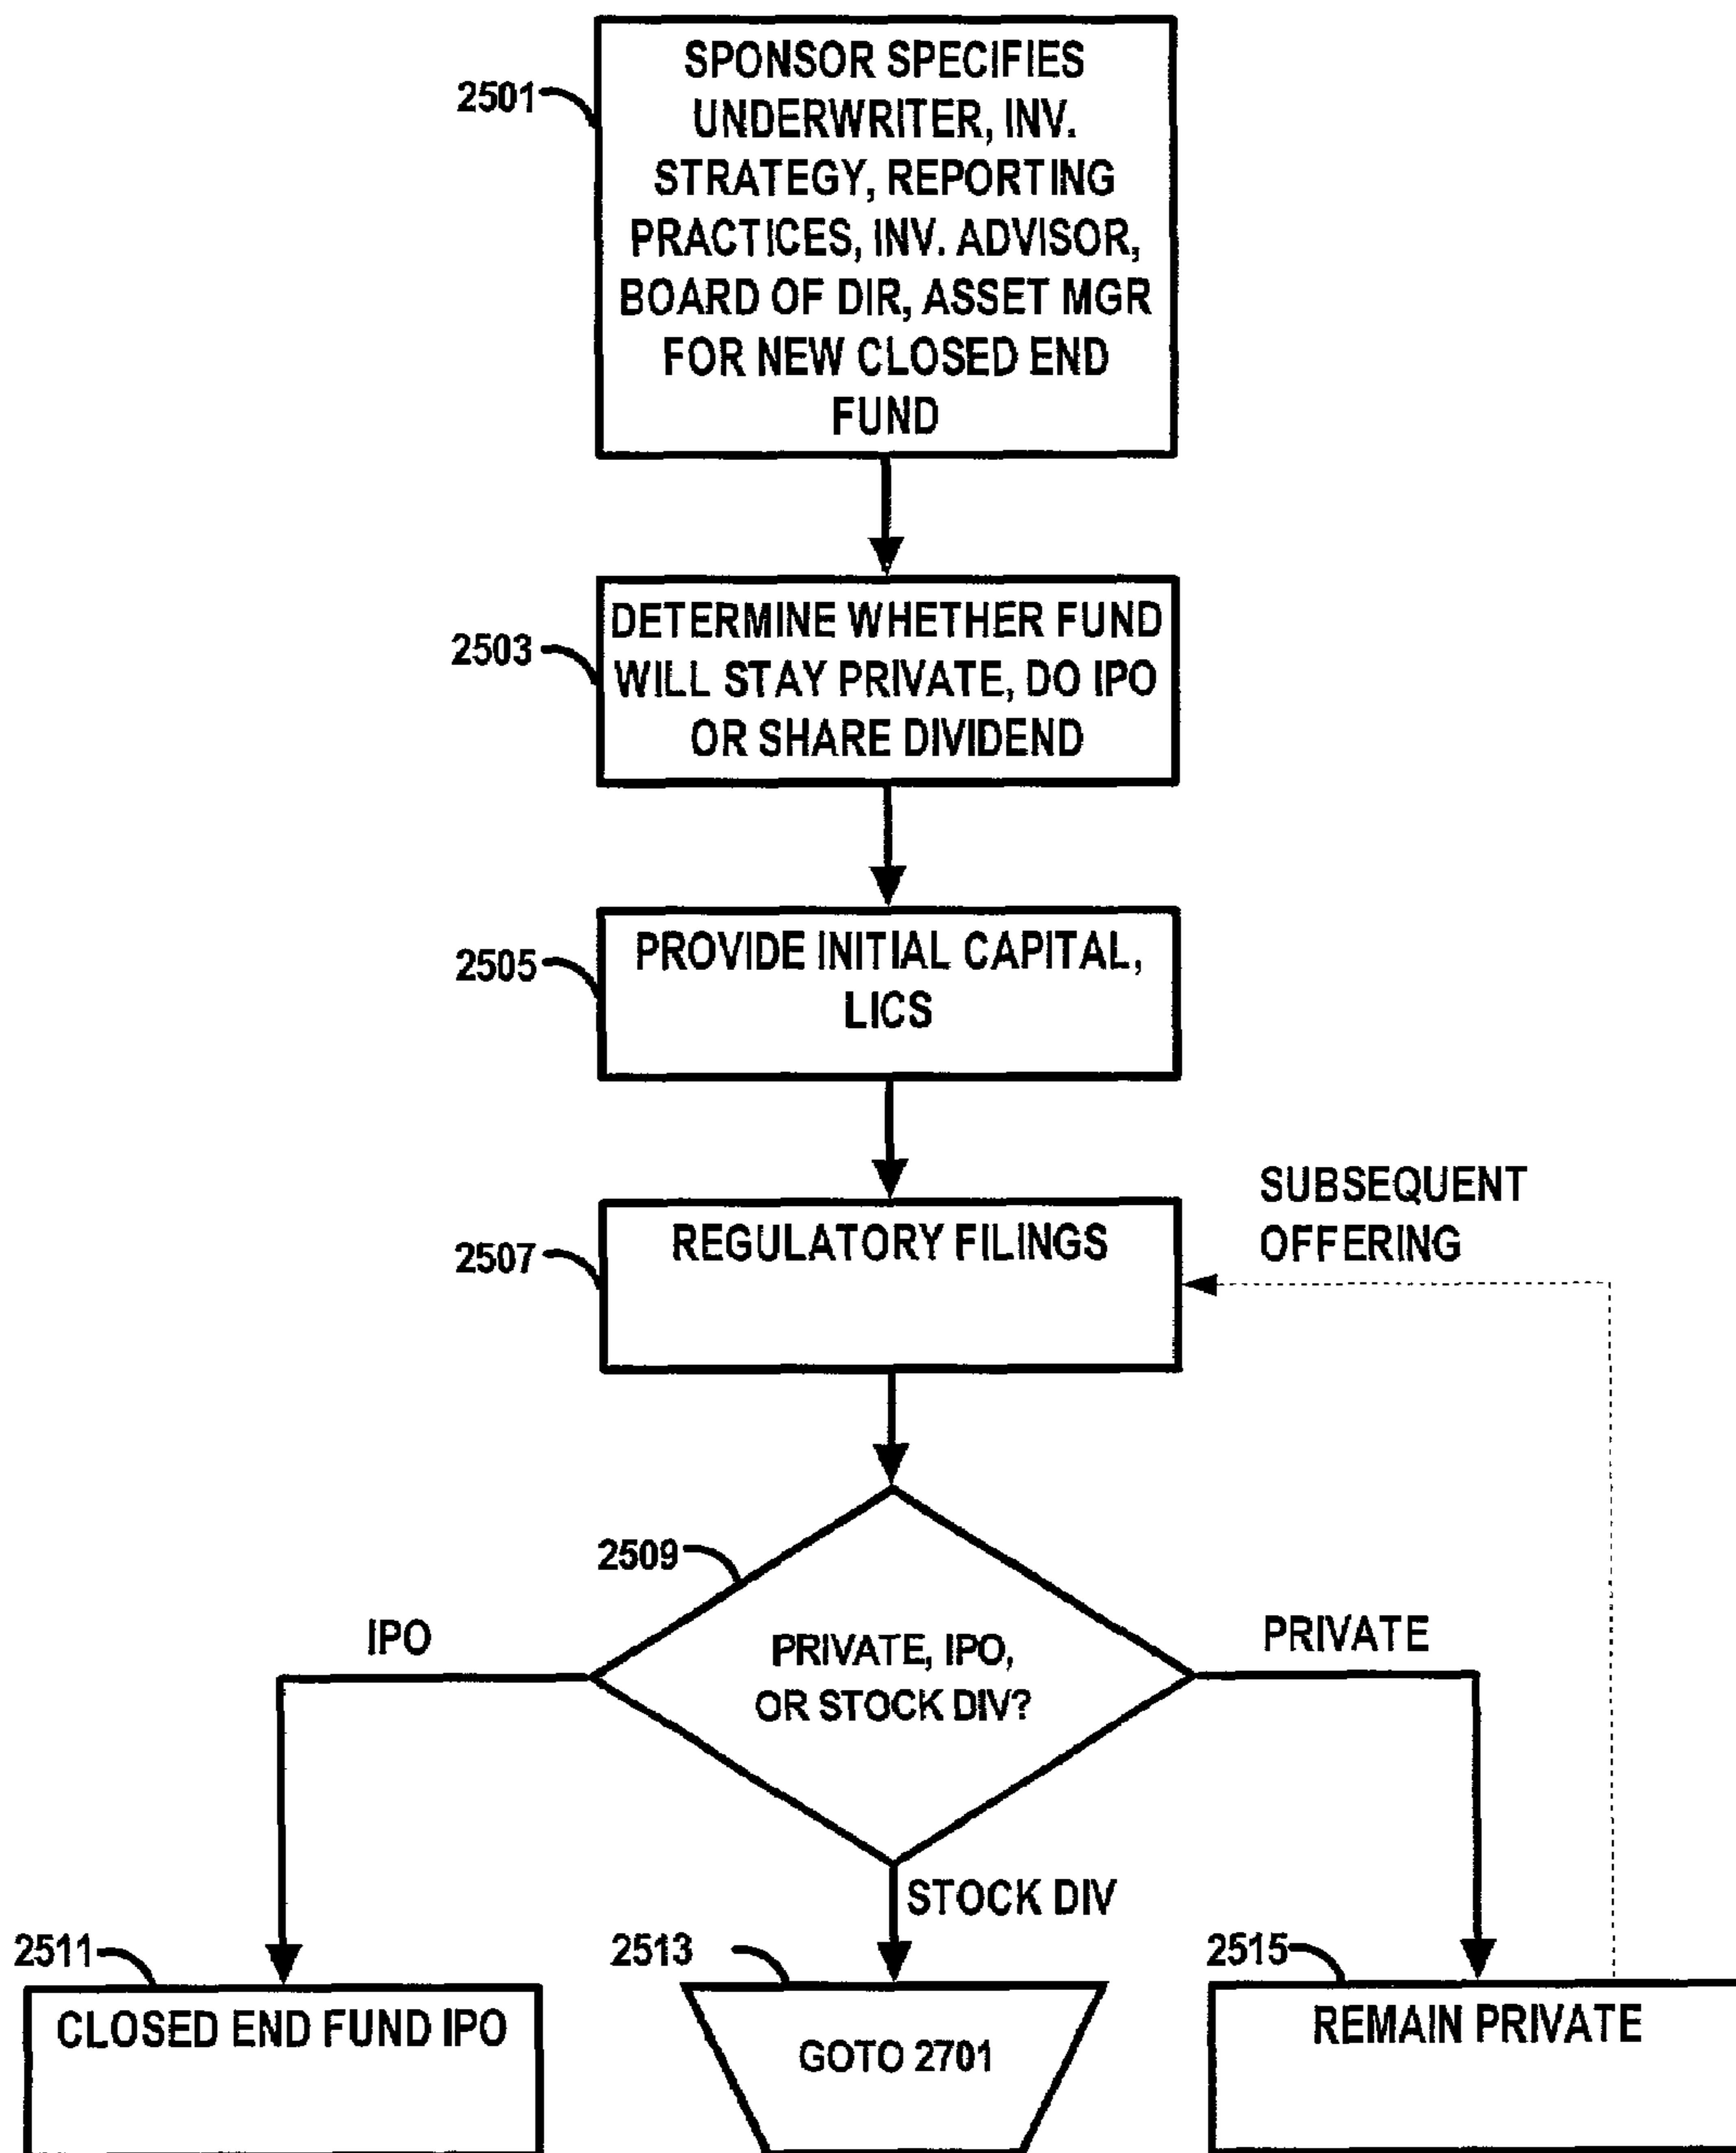 2501
SPONSOR SPECIFIES
UNDERWRITER, INV.
STRATEGY, REPORTING
PRACTICES, INV. ADVISOR,
BOARD OF DIR, ASSET MGR
FOR NEW CLOSED END
FUND
2503
DETERMINE WHETHER FUND
WILL STAY PRIVATE, DO IPO
OR SHARE DIVIDEND
2505
PROVIDE INITIAL CAPITAL,
LICS
2507
REGULATORY FILINGS
SUBSEQUENT
OFFERING
2509
PRIVATE, IPO,
OR STOCK DIV?
IPO
PRIVATE
STOCK DIV
2511
CLOSED END FUND IPO
2513
GOTO 2701
2515
REMAIN PRIVATE